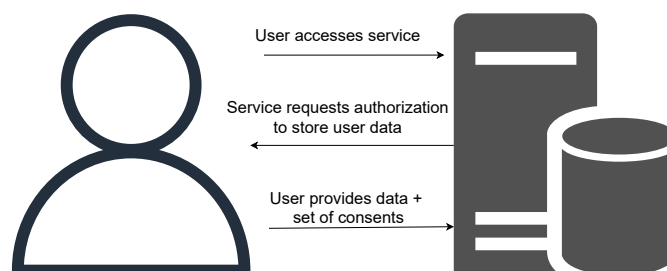 User accesses service
Service requests authorization
to store user data
User provides data +
set of consents